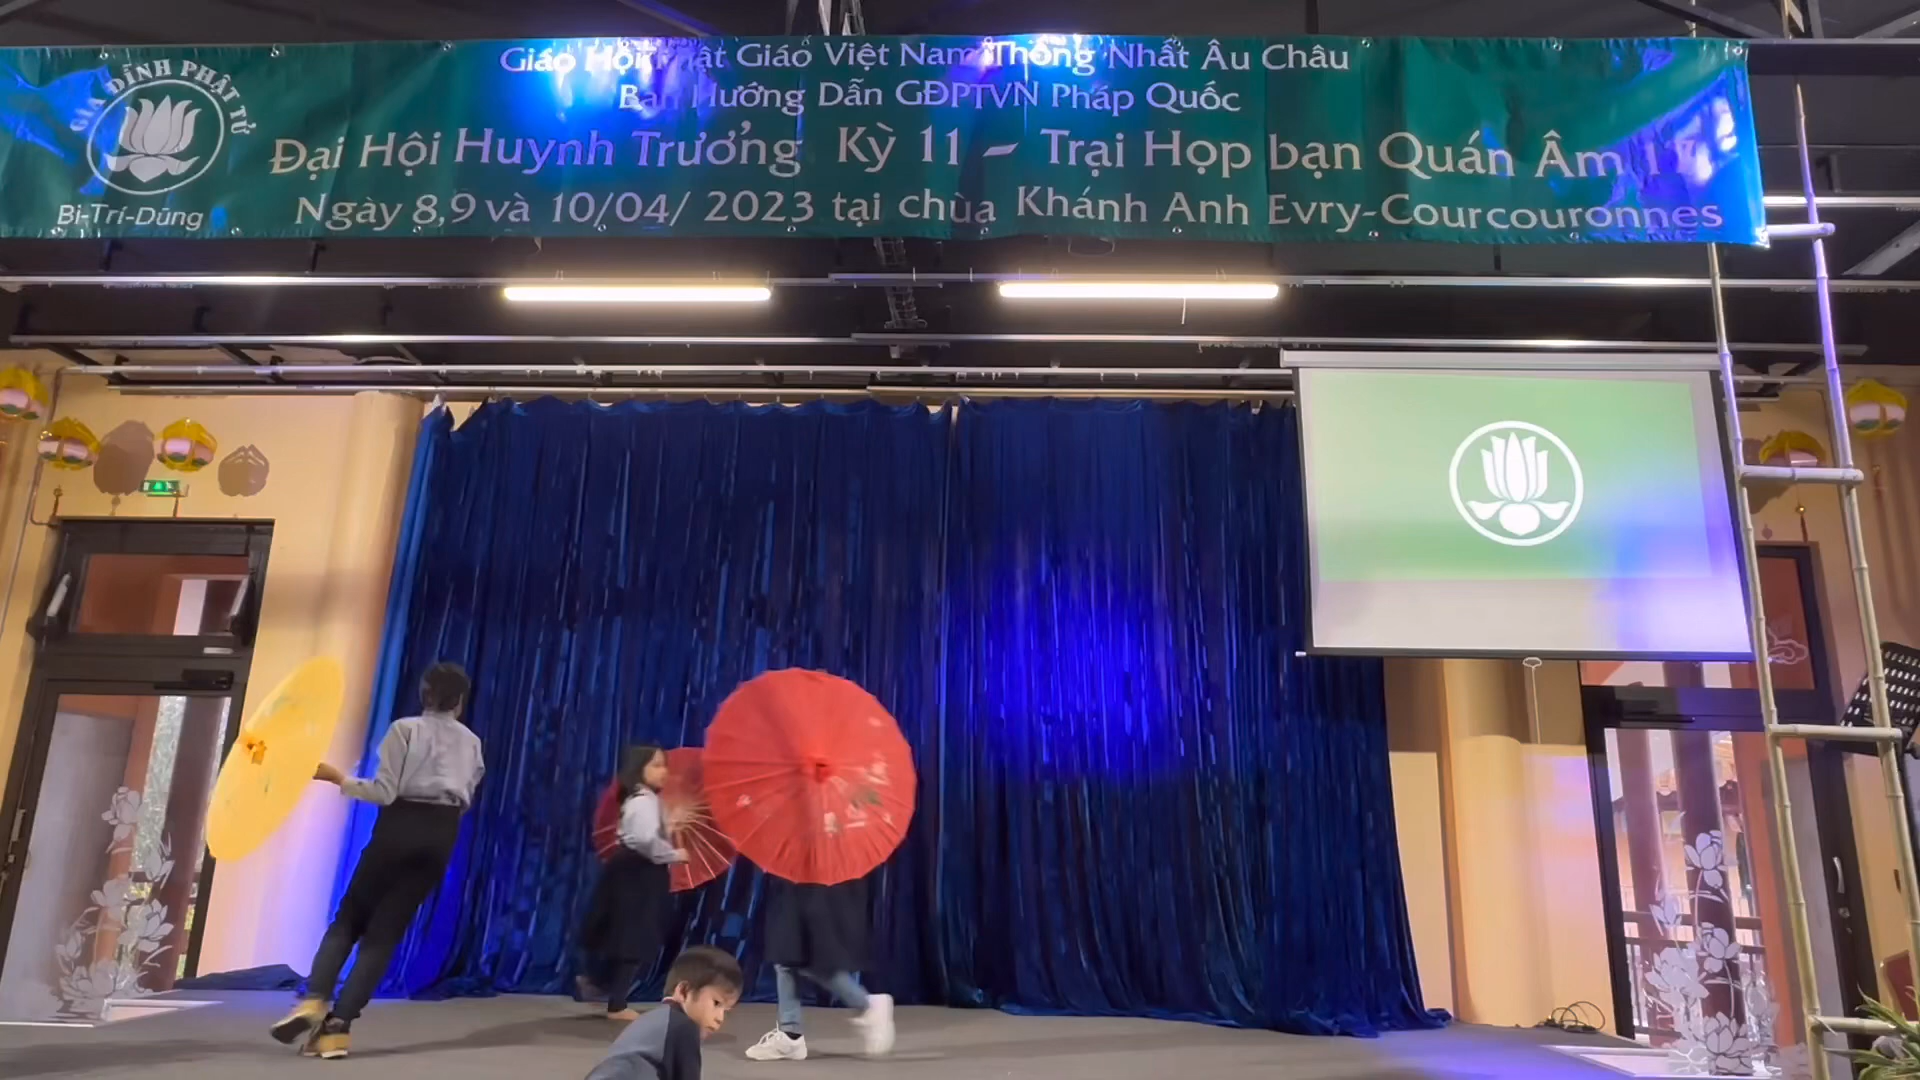 Giáo Hội Phật Giáo Việt Nam Thống Nhất Âu Châu
Ban Hướng Dẫn GĐPTVN Pháp Quốc
GIA ĐÌNH PHẬT TỬ
Đại Hội Huynh Trưởng Kỳ 11 - Trại Họp bạn Quán Âm
Bi-Trí-Dũng
Ngày 8,9 và 10/04/ 2023 tại chùa Khánh Anh Evry-Courcouronnes